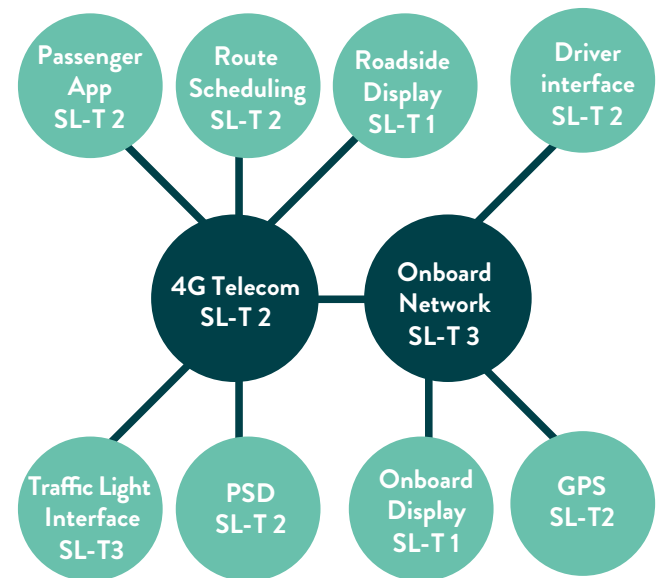 Passenger
App
SL-T 2
Route
Scheduling
SL-T 2
Roadside
Display
SL-T 1
Driver
interface
SL-T 2
4G Telecom
SL-T 2
Onboard
Network
SL-T 3
Traffic Light
Interface
SL-T3
PSD
SL-T 2
Onboard
Display
SL-T 1
GPS
SL-T2